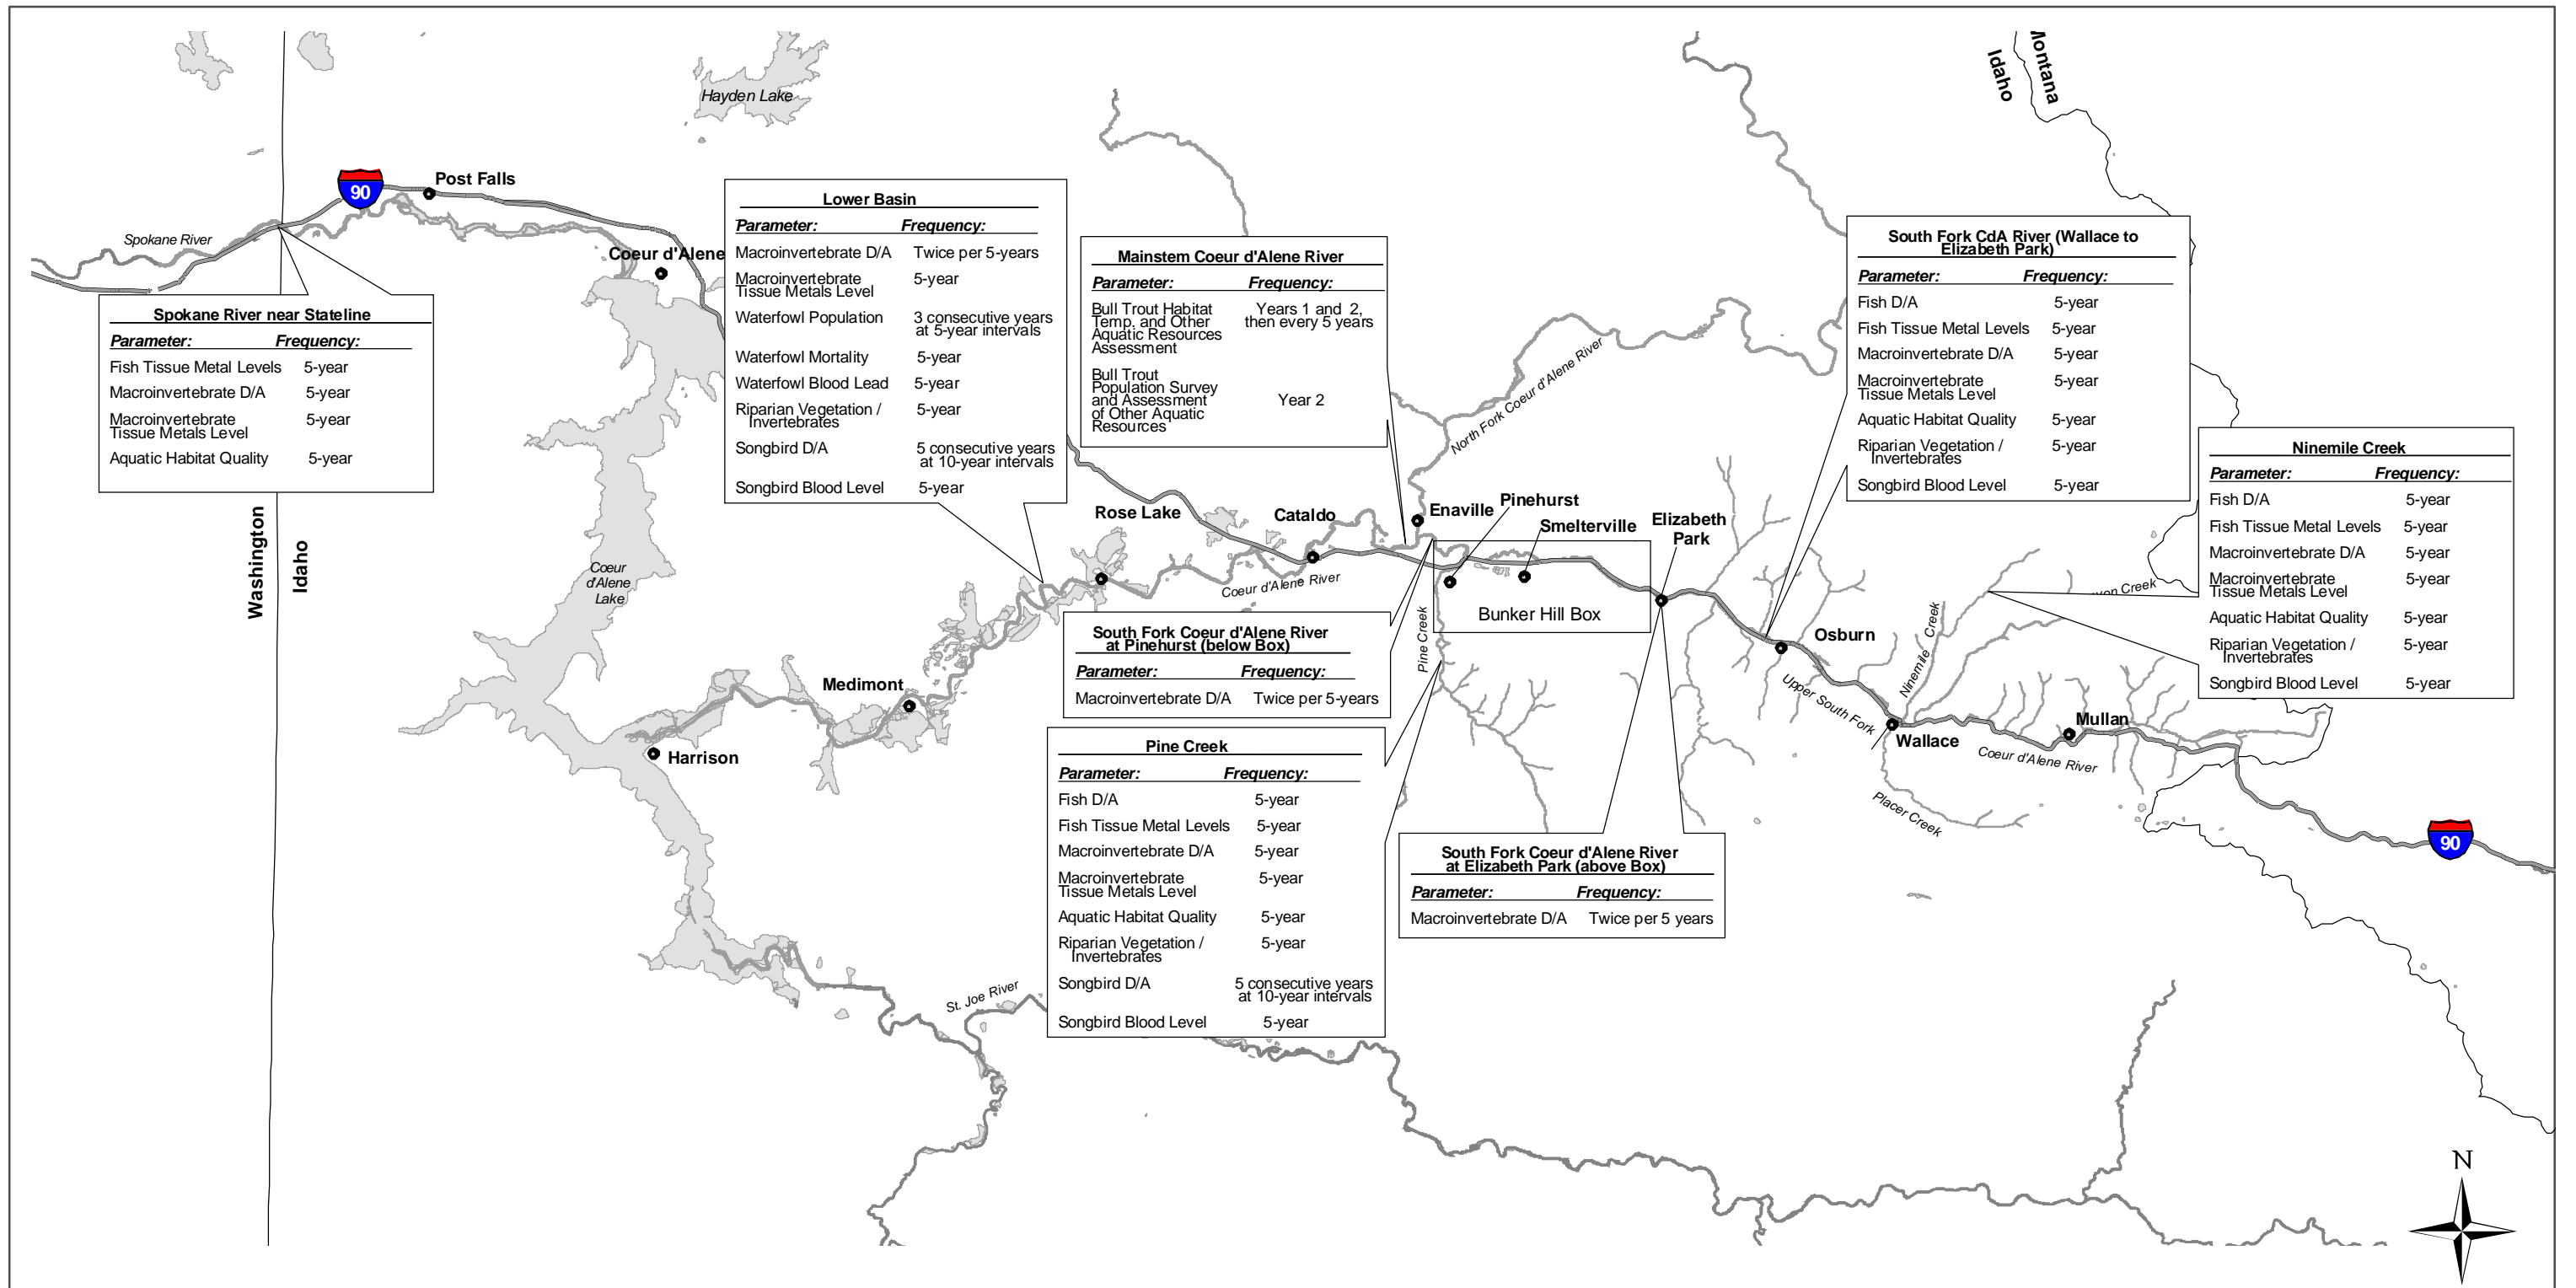 Montana
Idaho
Hayden Lake
90
Post Falls
Spokane River
Coeur d'Alene
Spokane River near Stateline
Parameter: Frequency:
Fish Tissue Metal Levels 5-year
Macroinvertebrate D/A 5-year
Macroinvertebrate
Tissue Metals Level 5-year
Aquatic Habitat Quality 5-year
Lower Basin
Parameter: Frequency:
Macroinvertebrate D/A Twice per 5-years
Macroinvertebrate
Tissue Metals Level 5-year
Waterfowl Population 3 consecutive years
at 5-year intervals
Waterfowl Mortality 5-year
Waterfowl Blood Lead 5-year
Riparian Vegetation /
Invertebrates 5-year
Songbird D/A 5 consecutive years
at 10-year intervals
Songbird Blood Level 5-year
Mainstem Coeur d'Alene River
Parameter: Frequency:
Bull Trout Habitat Years 1 and 2,
Temp. and Other then every 5 years
Aquatic Resources
Assessment
Bull Trout
Population Survey
and Assessment Year 2
of Other Aquatic
Resources
South Fork CdA River (Wallace to
Elizabeth Park)
Parameter: Frequency:
Fish D/A 5-year
Fish Tissue Metal Levels 5-year
Macroinvertebrate D/A 5-year
Macroinvertebrate
Tissue Metals Level 5-year
Aquatic Habitat Quality 5-year
Riparian Vegetation /
Invertebrates 5-year
Songbird Blood Level 5-year
Ninemile Creek
Parameter: Frequency:
Fish D/A 5-year
Fish Tissue Metal Levels 5-year
Macroinvertebrate D/A 5-year
Macroinvertebrate
Tissue Metals Level 5-year
Aquatic Habitat Quality 5-year
Riparian Vegetation /
Invertebrates 5-year
Songbird Blood Level 5-year
North Fork Coeur d'Alene River
Washington
Idaho
Coeur
d'Alene
Lake
Rose Lake
Cataldo
Enaville
Pinehurst
Smelterville
Elizabeth
Park
Coeur d'Alene River
Bunker Hill Box
Pine Creek
Creek
Osburn
Ninemile Creek
Upper South Fork
Coeur d'Alene River
Wallace
Mullan
Placer Creek
Medimont
Harrison
South Fork Coeur d'Alene River
at Pinehurst (below Box)
Parameter: Frequency:
Macroinvertebrate D/A Twice per 5-years
Pine Creek
Parameter: Frequency:
Fish D/A 5-year
Fish Tissue Metal Levels 5-year
Macroinvertebrate D/A 5-year
Macroinvertebrate
Tissue Metals Level 5-year
Aquatic Habitat Quality 5-year
Riparian Vegetation /
Invertebrates 5-year
Songbird D/A 5 consecutive years
at 10-year intervals
Songbird Blood Level 5-year
South Fork Coeur d'Alene River
at Elizabeth Park (above Box)
Parameter: Frequency:
Macroinvertebrate D/A Twice per 5 years
90
St. Joe River
N